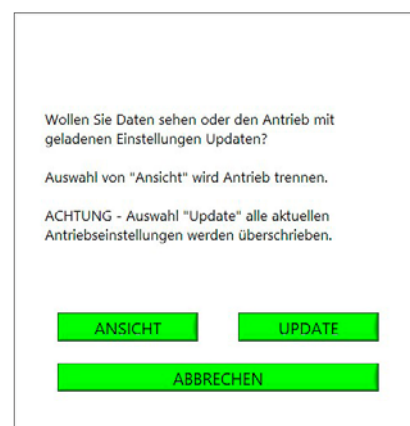 Wollen Sie Daten sehen oder den Antrieb mit
geladenen Einstellungen Updaten?
Auswahl von "Ansicht" wird Antrieb trennen.
ACHTUNG - Auswahl "Update" alle aktuellen
Antriebseinstellungen werden überschrieben.
ANSICHT UPDATE
ABBRECHEN